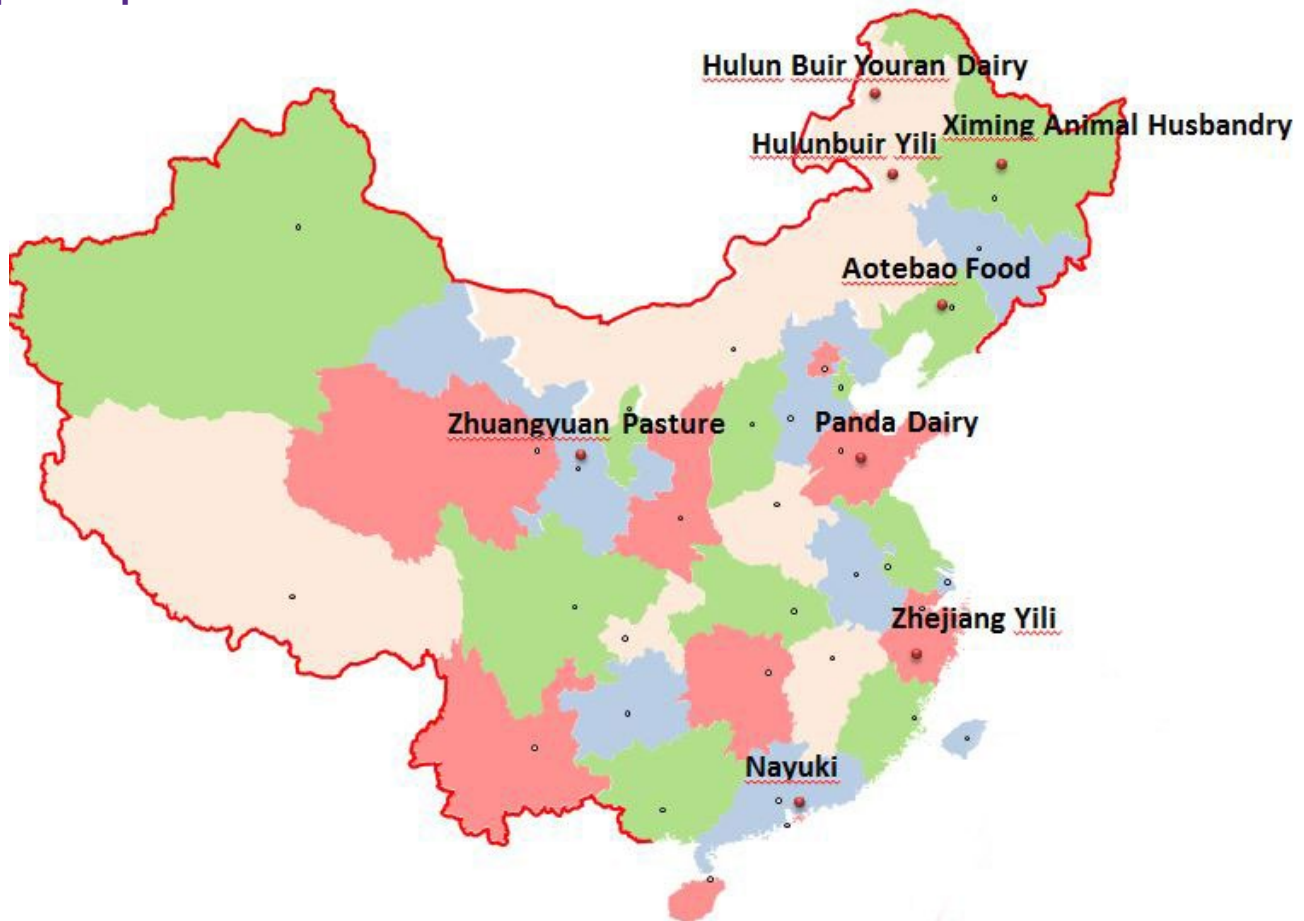 Hulun Buir Youran Dairy
Ximing Animal Husbandry
Hulunbuir Yili
Aotebao Food
Zhuangyuan Pasture
Panda Dairy
Zhejiang Yili
Nayuki